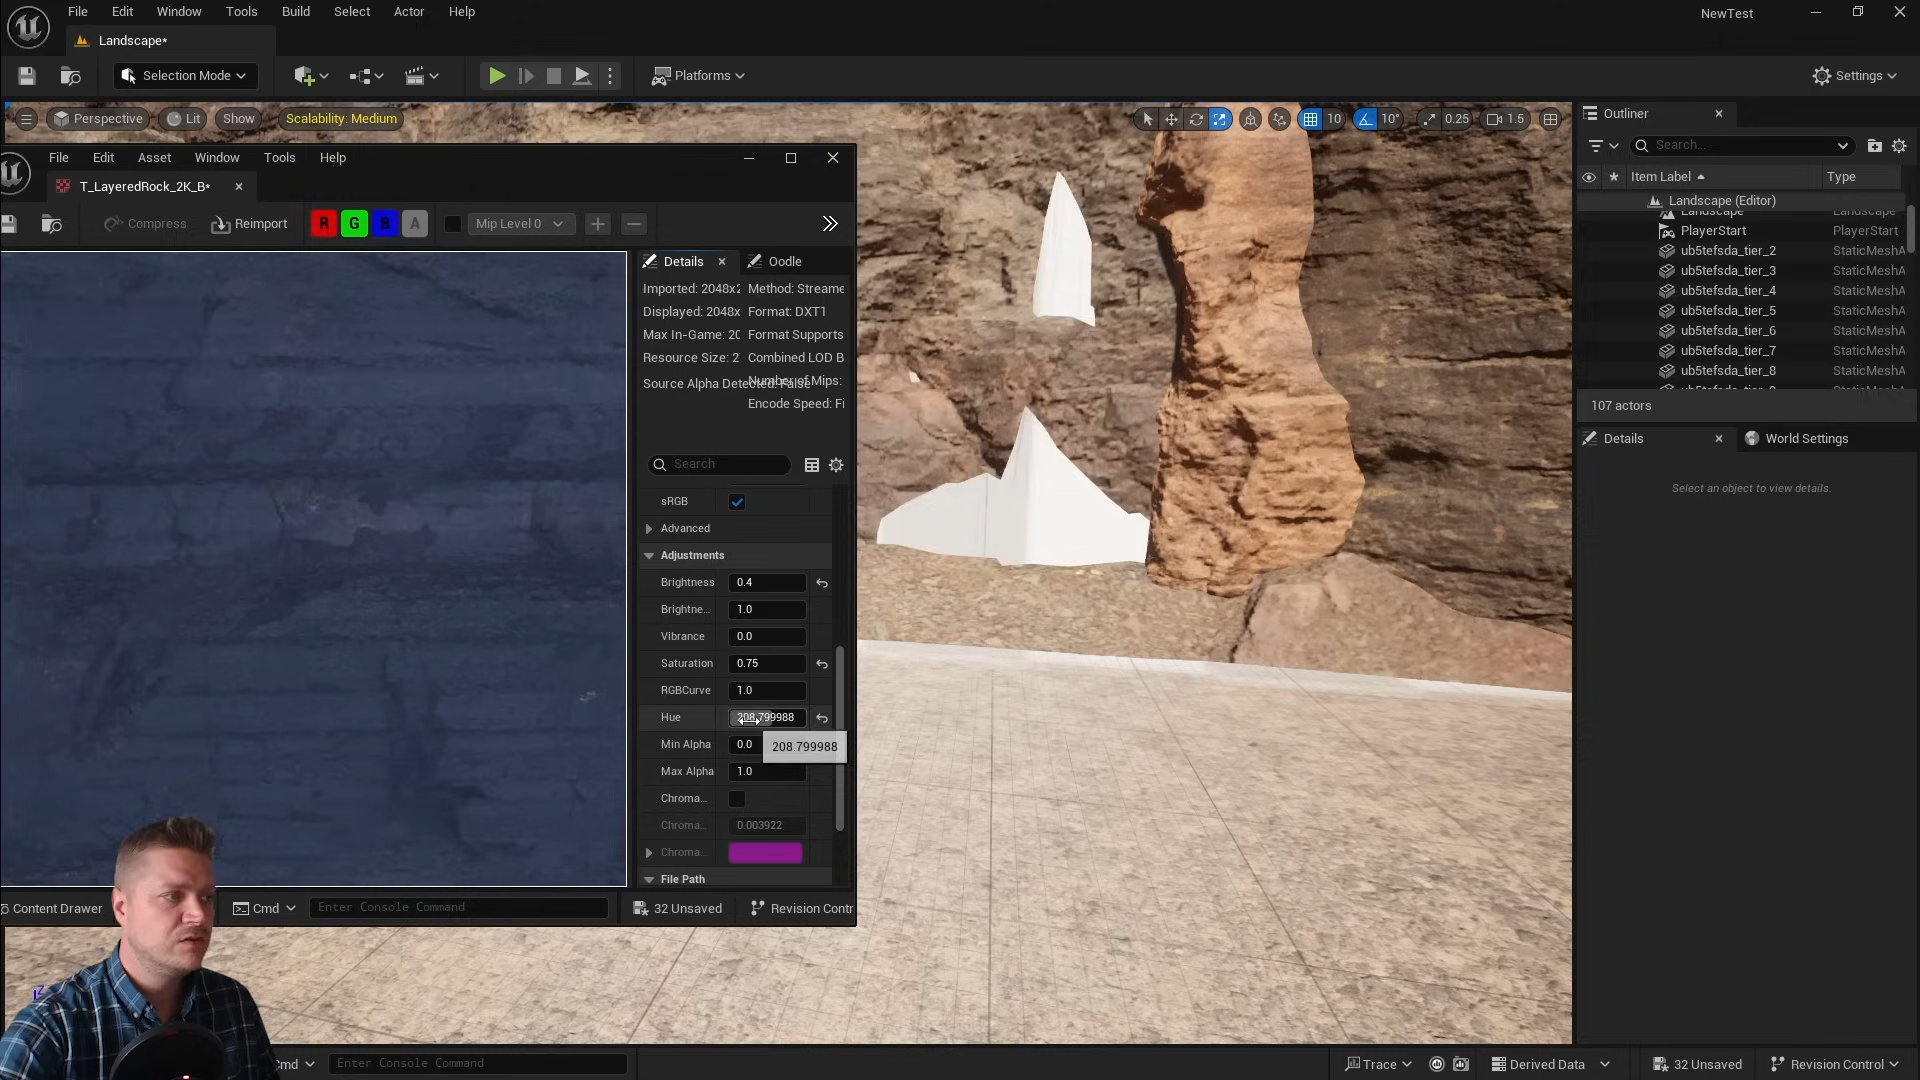 File Edit Window Tools Build Select Actor Help
NewTest
Landscape*
Selection Mode
Platforms
Settings
Perspective Lit Show Scalability: Medium
10 10° 0.25 1.5
File Edit Asset Window Tools Help
T_LayeredRock_2K_B*
Compress Reimport R G B A Mip Level 0
Details Oodle
Imported: 2048x2 Method: Streame
Displayed: 2048x Format: DXT1
Max In-Game: 20 Format Supports
Resource Size: 2 Combined LOD B
Source Alpha Detected: False Number of Mips:
Encode Speed: Fi
Search
sRGB
Advanced
Adjustments
Brightness 0.4
Brightne... 1.0
Vibrance 0.0
Saturation 0.75
RGBCurve 1.0
Hue 208.799988
Min Alpha 0.0
208.799988
Max Alpha 1.0
Chroma...
Chroma... 0.003922
Chroma...
File Path
Content Drawer Cmd Enter Console Command 32 Unsaved Revision Contr
Outliner
Search...
Item Label Type
Landscape (Editor)
Landscape Landscape
PlayerStart PlayerStart
ub5tefsda_tier_2 StaticMeshA
ub5tefsda_tier_3 StaticMeshA
ub5tefsda_tier_4 StaticMeshA
ub5tefsda_tier_5 StaticMeshA
ub5tefsda_tier_6 StaticMeshA
ub5tefsda_tier_7 StaticMeshA
ub5tefsda_tier_8 StaticMeshA
107 actors
Details World Settings
Select an object to view details.
Z
Cmd Enter Console Command
Trace Derived Data 32 Unsaved Revision Control